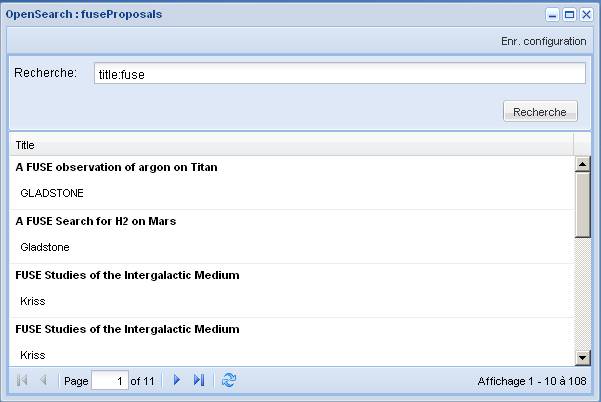 OpenSearch : fuseProposals
Enr. configuration
Recherche: title:fuse
Recherche
Title
A FUSE observation of argon on Titan
GLADSTONE
A FUSE Search for H2 on Mars
Gladstone
FUSE Studies of the Intergalactic Medium
Kriss
FUSE Studies of the Intergalactic Medium
Kriss
Page 1 of 11 Affichage 1 - 10 à 108